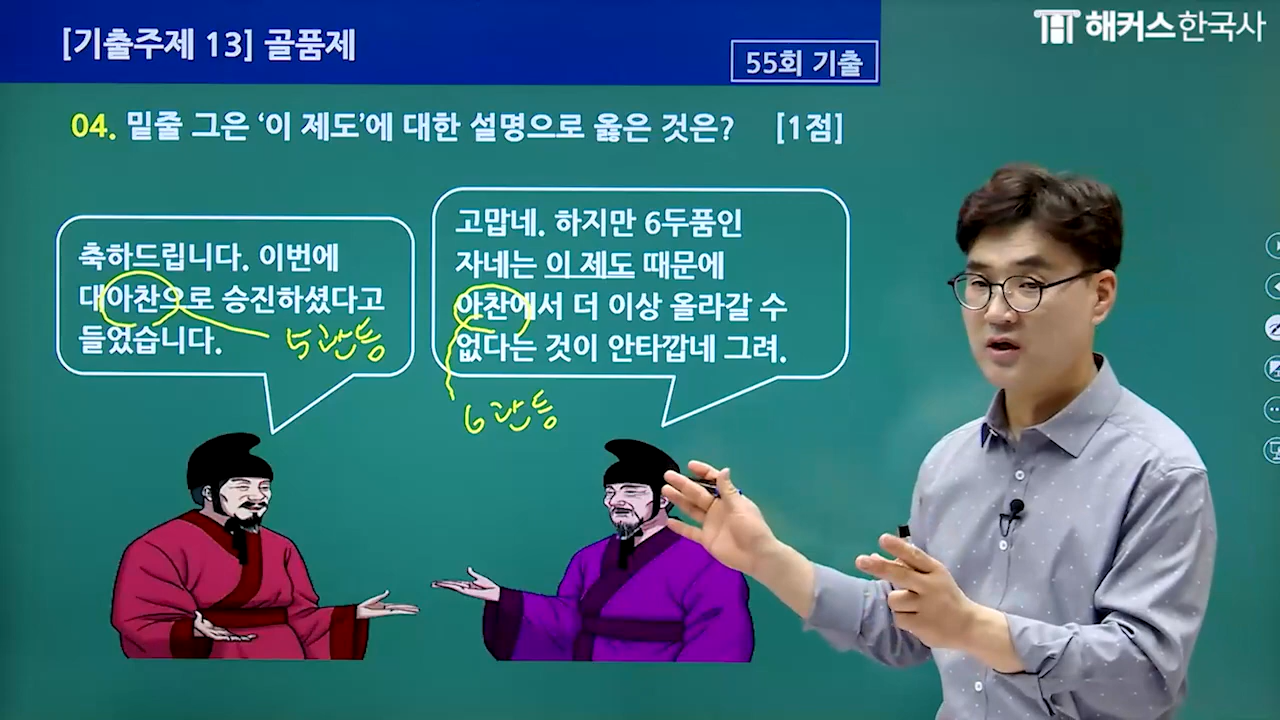 [기출주제 13] 골품제
해커스한국사
55회 기출
04. 밑줄 그은 ‘이 제도’에 대한 설명으로 옳은 것은? [1점]
축하드립니다. 이번에
대아찬으로 승진하셨다고
들었습니다.
5관등
고맙네. 하지만 6두품인
자네는 이 제도 때문에
아찬에서 더 이상 올라갈 수
없다는 것이 안타깝네 그려.
6관등